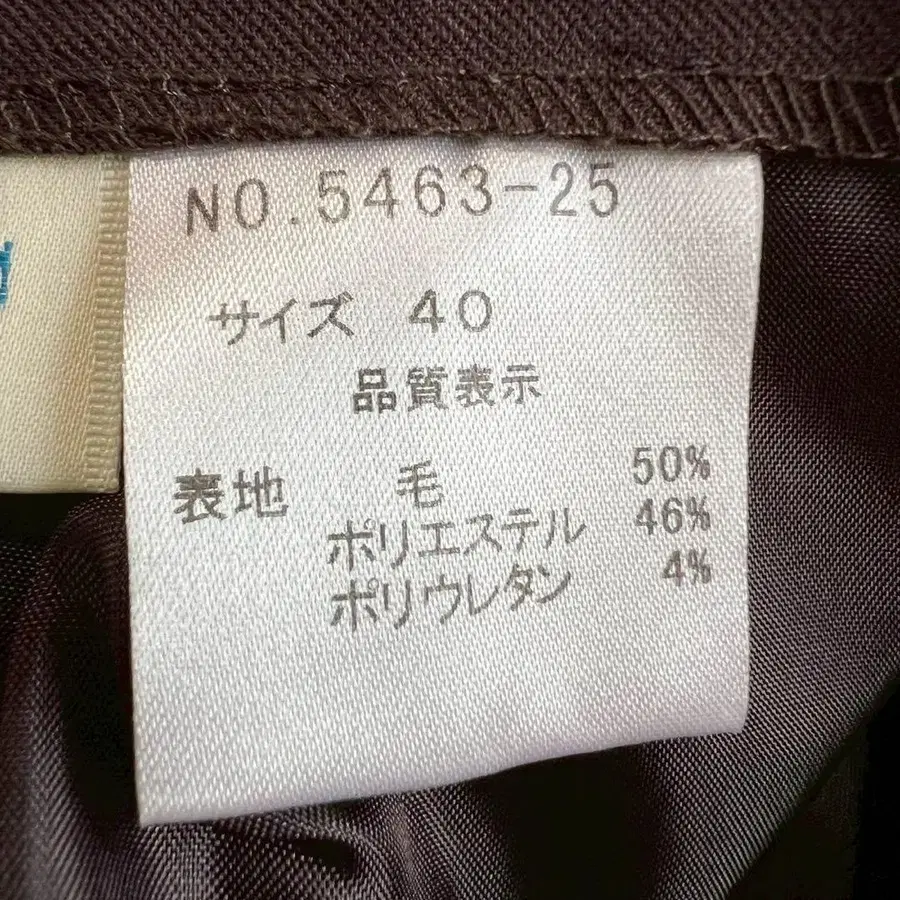 NO.5463-25
サイズ 40
品質表示
表地 毛 50%
ポリエステル 46%
ポリウレタン 4%